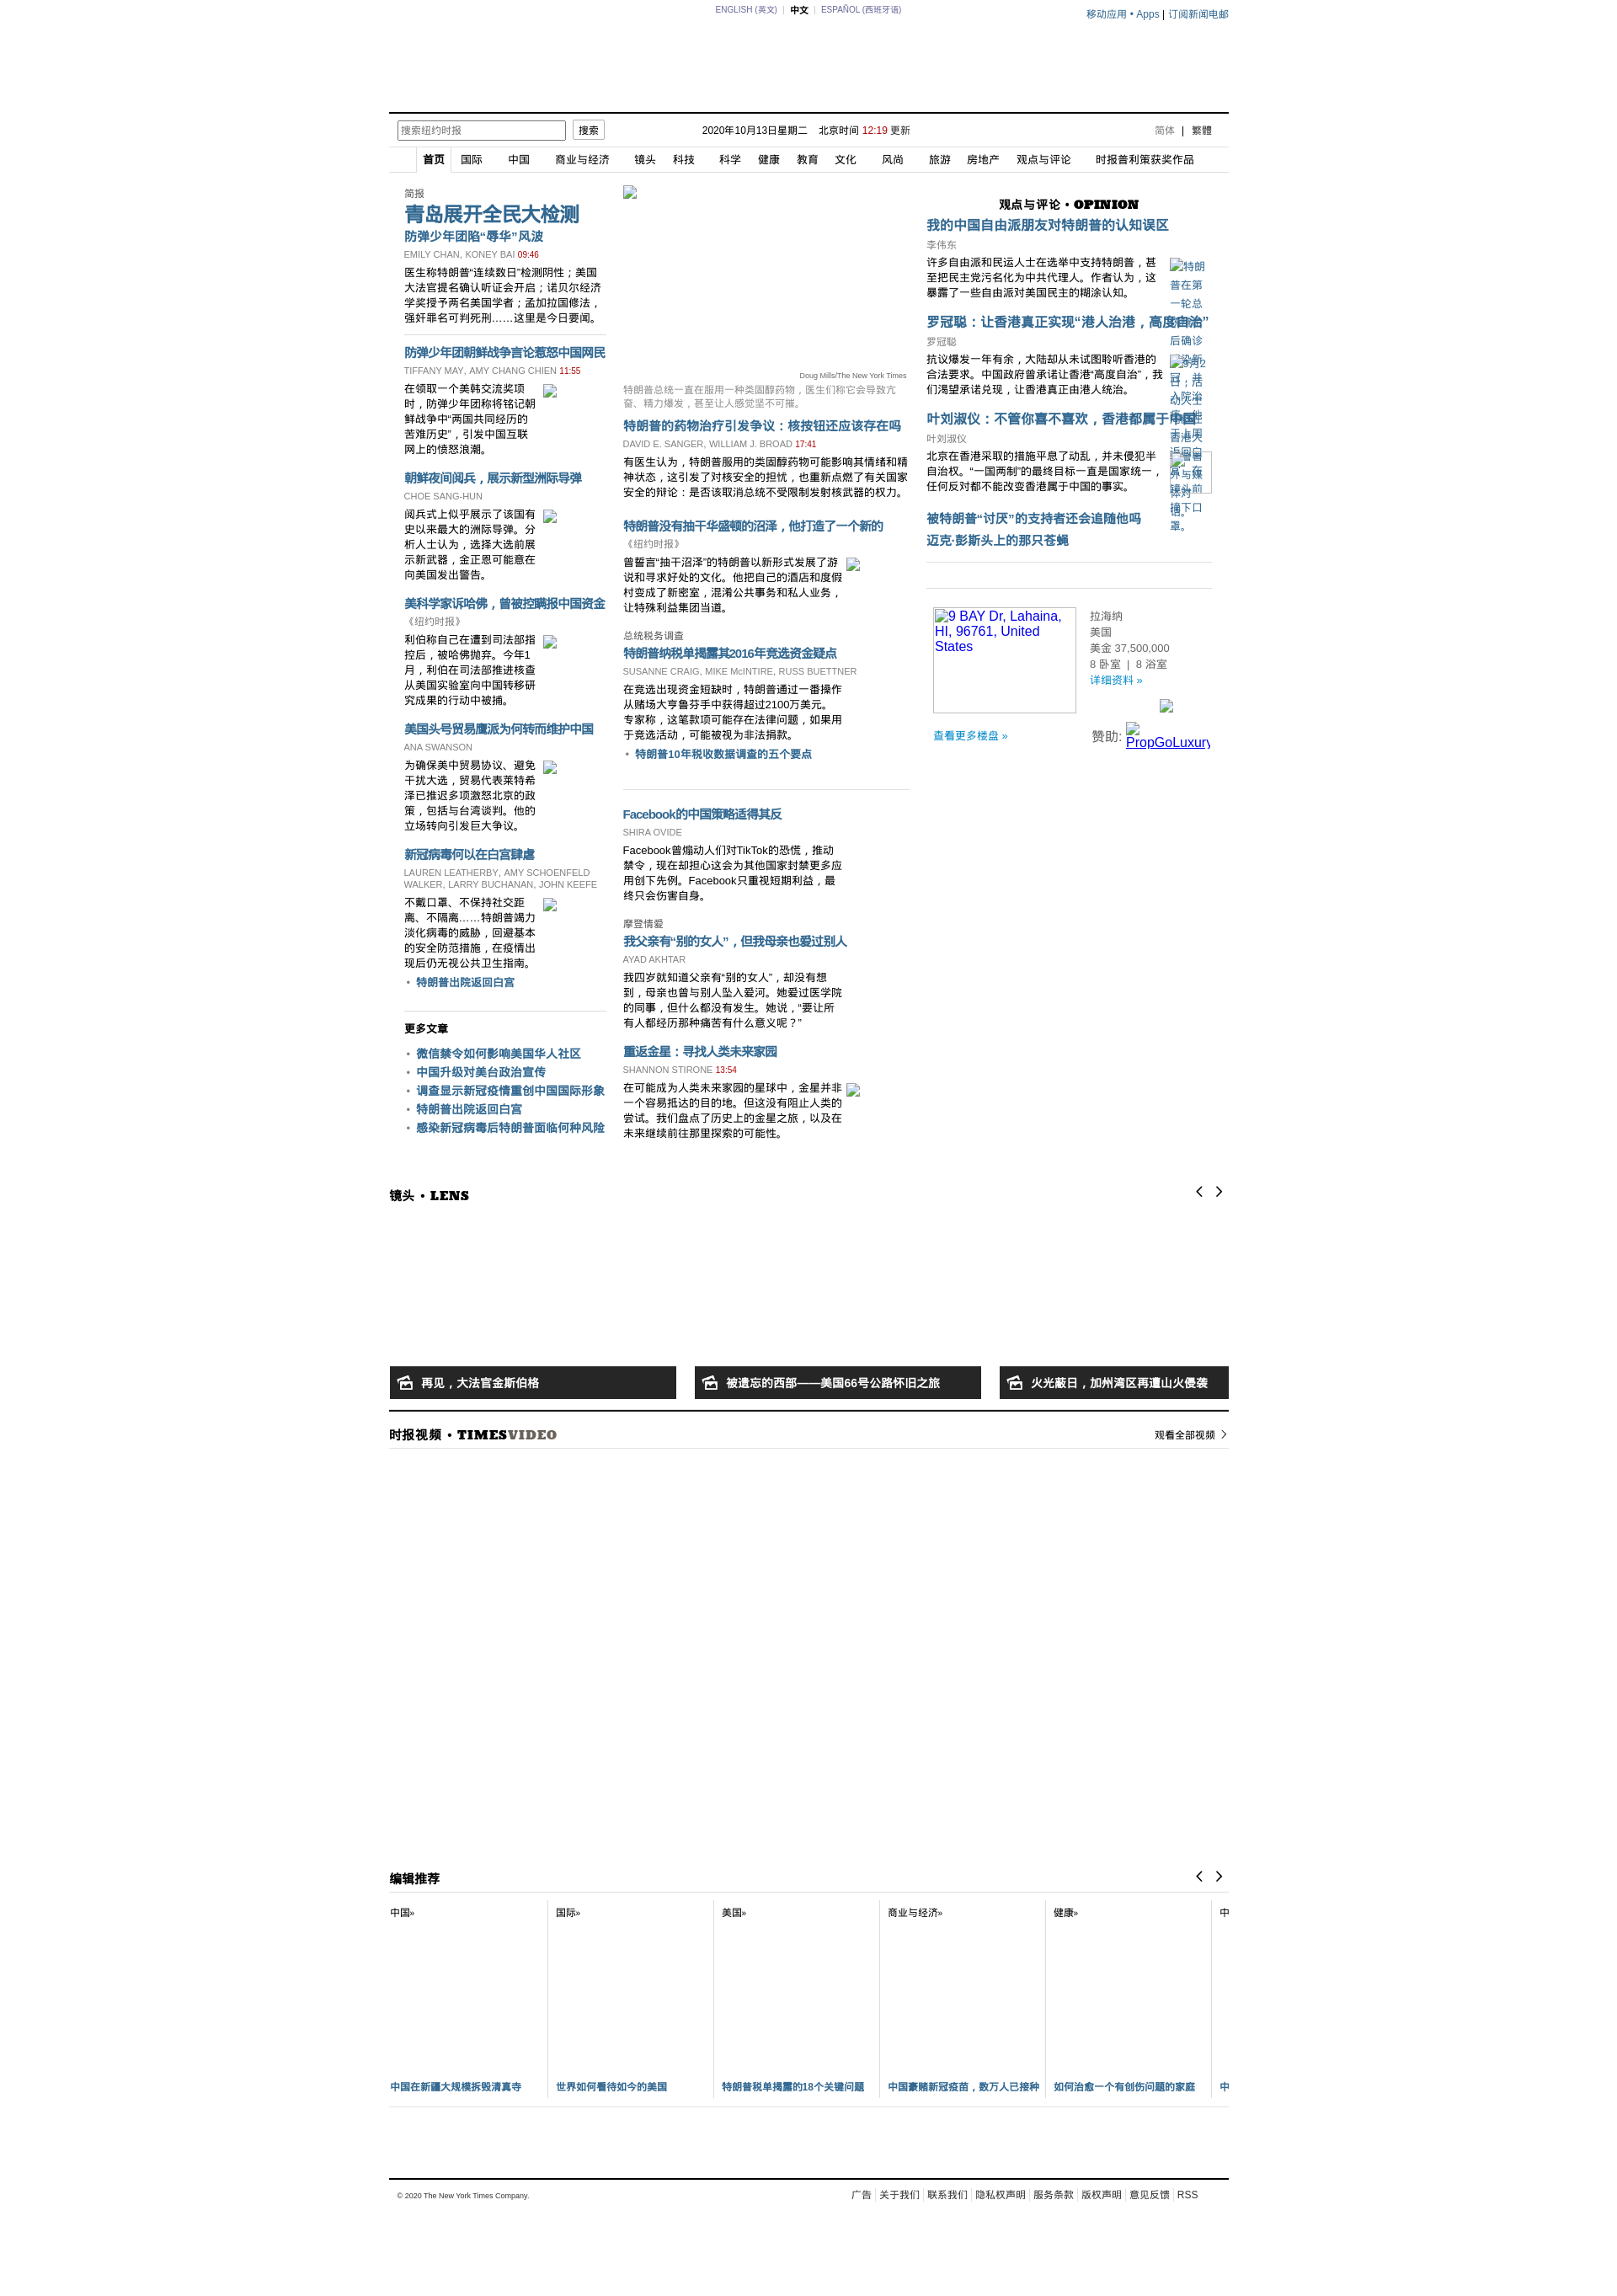 ENGLISH (英文) | 中文 | ESPAÑOL (西班牙语)
移动应用 • Apps | 订阅新闻电邮
搜索纽约时报
搜索
2020年10月13日星期二 北京时间 12:19 更新
简体 | 繁體
首页 国际 中国 商业与经济 镜头 科技 科学 健康 教育 文化 风尚 旅游 房地产 观点与评论 时报普利策获奖作品
简报
青岛展开全民大检测
防弹少年团陷“辱华”风波
EMILY CHAN, KONEY BAI 09:46
医生称特朗普“连续数日”检测阴性；美国
大法官提名确认听证会开启；诺贝尔经济
学奖授予两名美国学者；孟加拉国修法，
强奸罪名可判死刑……这里是今日要闻。
防弹少年团朝鲜战争言论惹怒中国网民
TIFFANY MAY, AMY CHANG CHIEN 11:55
在领取一个美韩交流奖项
时，防弹少年团称将铭记朝
鲜战争中“两国共同经历的
苦难历史”，引发中国互联
网上的愤怒浪潮。
朝鲜夜间阅兵，展示新型洲际导弹
CHOE SANG-HUN
阅兵式上似乎展示了该国有
史以来最大的洲际导弹。分
析人士认为，选择大选前展
示新武器，金正恩可能意在
向美国发出警告。
美科学家诉哈佛，曾被控瞒报中国资金
《纽约时报》
利伯称自己在遭到司法部指
控后，被哈佛抛弃。今年1
月，利伯在司法部推进核查
从美国实验室向中国转移研
究成果的行动中被捕。
美国头号贸易鹰派为何转而维护中国
ANA SWANSON
为确保美中贸易协议、避免
干扰大选，贸易代表莱特希
泽已推迟多项激怒北京的政
策，包括与台湾谈判。他的
立场转向引发巨大争议。
新冠病毒何以在白宫肆虐
LAUREN LEATHERBY, AMY SCHOENFELD
WALKER, LARRY BUCHANAN, JOHN KEEFE
不戴口罩、不保持社交距
离、不隔离……特朗普竭力
淡化病毒的威胁，回避基本
的安全防范措施，在疫情出
现后仍无视公共卫生指南。
• 特朗普出院返回白宫
更多文章
• 微信禁令如何影响美国华人社区
• 中国升级对美台政治宣传
• 调查显示新冠疫情重创中国国际形象
• 特朗普出院返回白宫
• 感染新冠病毒后特朗普面临何种风险
Doug Mills/The New York Times
特朗普总统一直在服用一种类固醇药物，医生们称它会导致亢
奋、精力爆发，甚至让人感觉坚不可摧。
特朗普的药物治疗引发争议：核按钮还应该存在吗
DAVID E. SANGER, WILLIAM J. BROAD 17:41
有医生认为，特朗普服用的类固醇药物可能影响其情绪和精
神状态，这引发了对核安全的担忧，也重新点燃了有关国家
安全的辩论：是否该取消总统不受限制发射核武器的权力。
特朗普没有抽干华盛顿的沼泽，他打造了一个新的
《纽约时报》
曾誓言“抽干沼泽”的特朗普以新形式发展了游
说和寻求好处的文化。他把自己的酒店和度假
村变成了新密室，混淆公共事务和私人业务，
让特殊利益集团当道。
总统税务调查
特朗普纳税单揭露其2016年竞选资金疑点
SUSANNE CRAIG, MIKE McINTIRE, RUSS BUETTNER
在竞选出现资金短缺时，特朗普通过一番操作
从赌场大亨鲁芬手中获得超过2100万美元。
专家称，这笔款项可能存在法律问题，如果用
于竞选活动，可能被视为非法捐款。
• 特朗普10年税收数据调查的五个要点
Facebook的中国策略适得其反
SHIRA OVIDE
Facebook曾煽动人们对TikTok的恐慌，推动
禁令，现在却担心这会为其他国家封禁更多应
用创下先例。Facebook只重视短期利益，最
终只会伤害自身。
摩登情爱
我父亲有“别的女人”，但我母亲也爱过别人
AYAD AKHTAR
我四岁就知道父亲有“别的女人”，却没有想
到，母亲也曾与别人坠入爱河。她爱过医学院
的同事，但什么都没有发生。她说，“要让所
有人都经历那种痛苦有什么意义呢？”
重返金星：寻找人类未来家园
SHANNON STIRONE 13:54
在可能成为人类未来家园的星球中，金星并非
一个容易抵达的目的地。但这没有阻止人类的
尝试。我们盘点了历史上的金星之旅，以及在
未来继续前往那里探索的可能性。
观点与评论 • OPINION
我的中国自由派朋友对特朗普的认知误区
李伟东
许多自由派和民运人士在选举中支持特朗普，甚
至把民主党污名化为中共代理人。作者认为，这
暴露了一些自由派对美国民主的糊涂认知。
特朗
普在第
一轮总
罗冠聪：让香港真正实现“港人治港，高度自治”
罗冠聪
抗议爆发一年有余，大陆却从未试图聆听香港的
合法要求。中国政府曾承诺让香港“高度自治”，我
们渴望承诺兑现，让香港真正由港人统治。
后确诊
叶刘淑仪：不管你喜不喜欢，香港都属于中国
叶刘淑仪
北京在香港采取的措施平息了动乱，并未侵犯半
自治权。“一国两制”的最终目标一直是国家统一，
任何反对都不能改变香港属于中国的事实。
被特朗普“讨厌”的支持者还会追随他吗
罩。
迈克·彭斯头上的那只苍蝇
9 BAY Dr, Lahaina,
HI, 96761, United
States
拉海纳
美国
美金 37,500,000
8 卧室 | 8 浴室
详细资料 »
查看更多楼盘 »
赞助:
PropGoLuxury
镜头 • LENS
再见，大法官金斯伯格
被遗忘的西部——美国66号公路怀旧之旅
火光蔽日，加州湾区再遭山火侵袭
时报视频 • TIMESVIDEO
观看全部视频
编辑推荐
中国»
国际»
美国»
商业与经济»
健康»
中
中国在新疆大规模拆毁清真寺
世界如何看待如今的美国
特朗普税单揭露的18个关键问题
中国豪赌新冠疫苗，数万人已接种
如何治愈一个有创伤问题的家庭
中
© 2020 The New York Times Company.
广告 关于我们 联系我们 隐私权声明 服务条款 版权声明 意见反馈 RSS